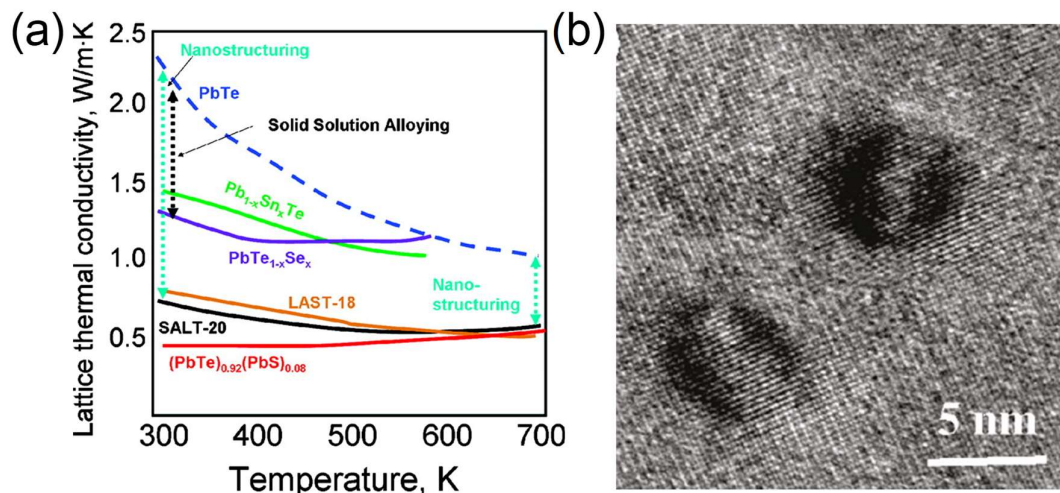 (a)
2.5
2.0
1.5
1.0
0.5
Lattice thermal conductivity, W/m·K
Nanostructuring
PbTe
Solid Solution Alloying
Pb1-xSnxTe
PbTe1-xSex
LAST-18
Nano-
structuring
SALT-20
(PbTe)0.92(PbS)0.08
300 400 500 600 700
Temperature, K
(b)
5 nm